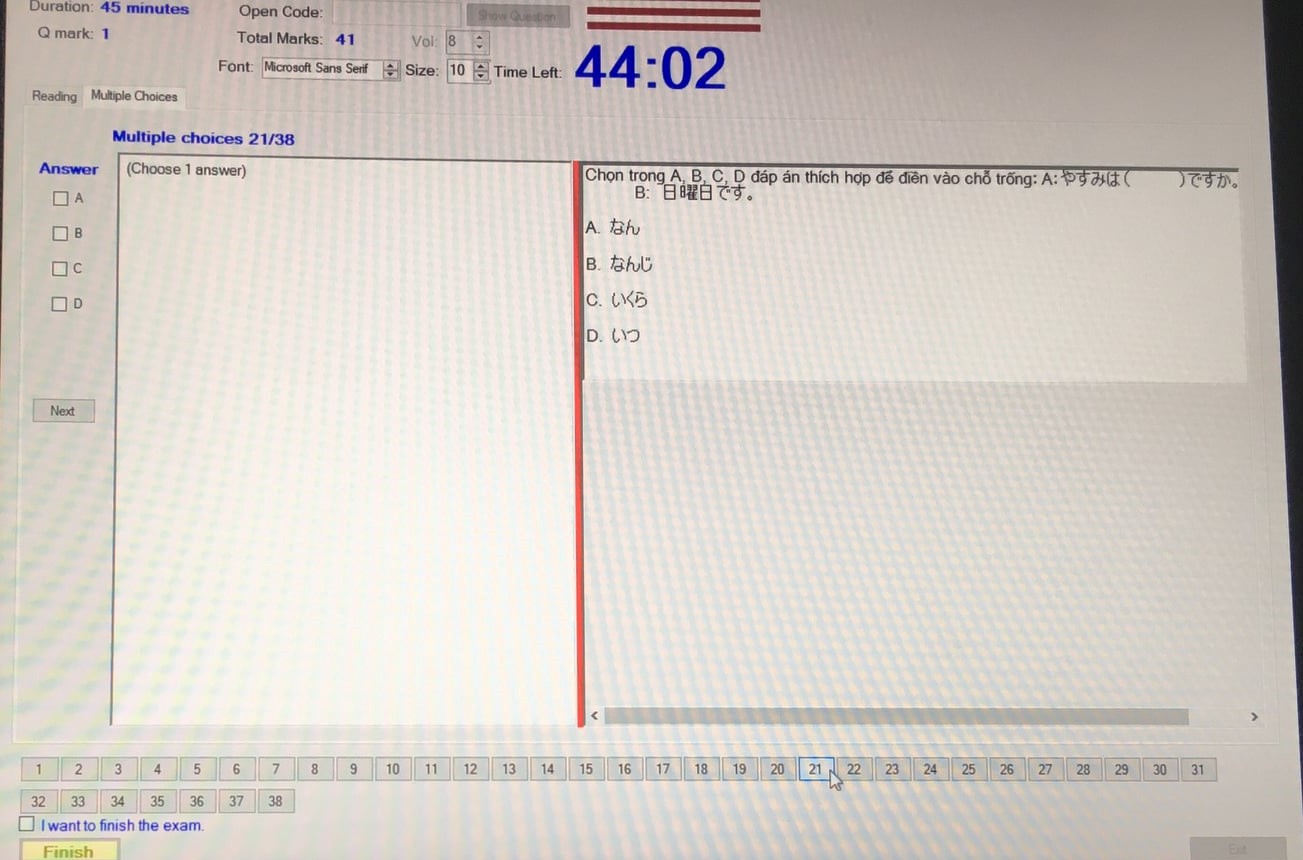 Duration: 45 minutes
Open Code:
Show Question
Q mark: 1
Total Marks: 41
Vol: 8
Font: Microsoft Sans Serif
Size: 10
Time Left: 44:02
Reading
Multiple Choices
Multiple choices 21/38
Answer
(Choose 1 answer)
A
B
C
D
Next
Chọn trong A, B, C, D đáp án thích hợp để điền vào chỗ trống: A: やすみは( )ですか。
B: 日曜日です。
A. なん
B. なんじ
C. いくら
D. いつ
1 2 3 4 5 6 7 8 9 10 11 12 13 14 15 16 17 18 19 20 21 22 23 24 25 26 27 28 29 30 31
32 33 34 35 36 37 38
I want to finish the exam.
Finish
Exit